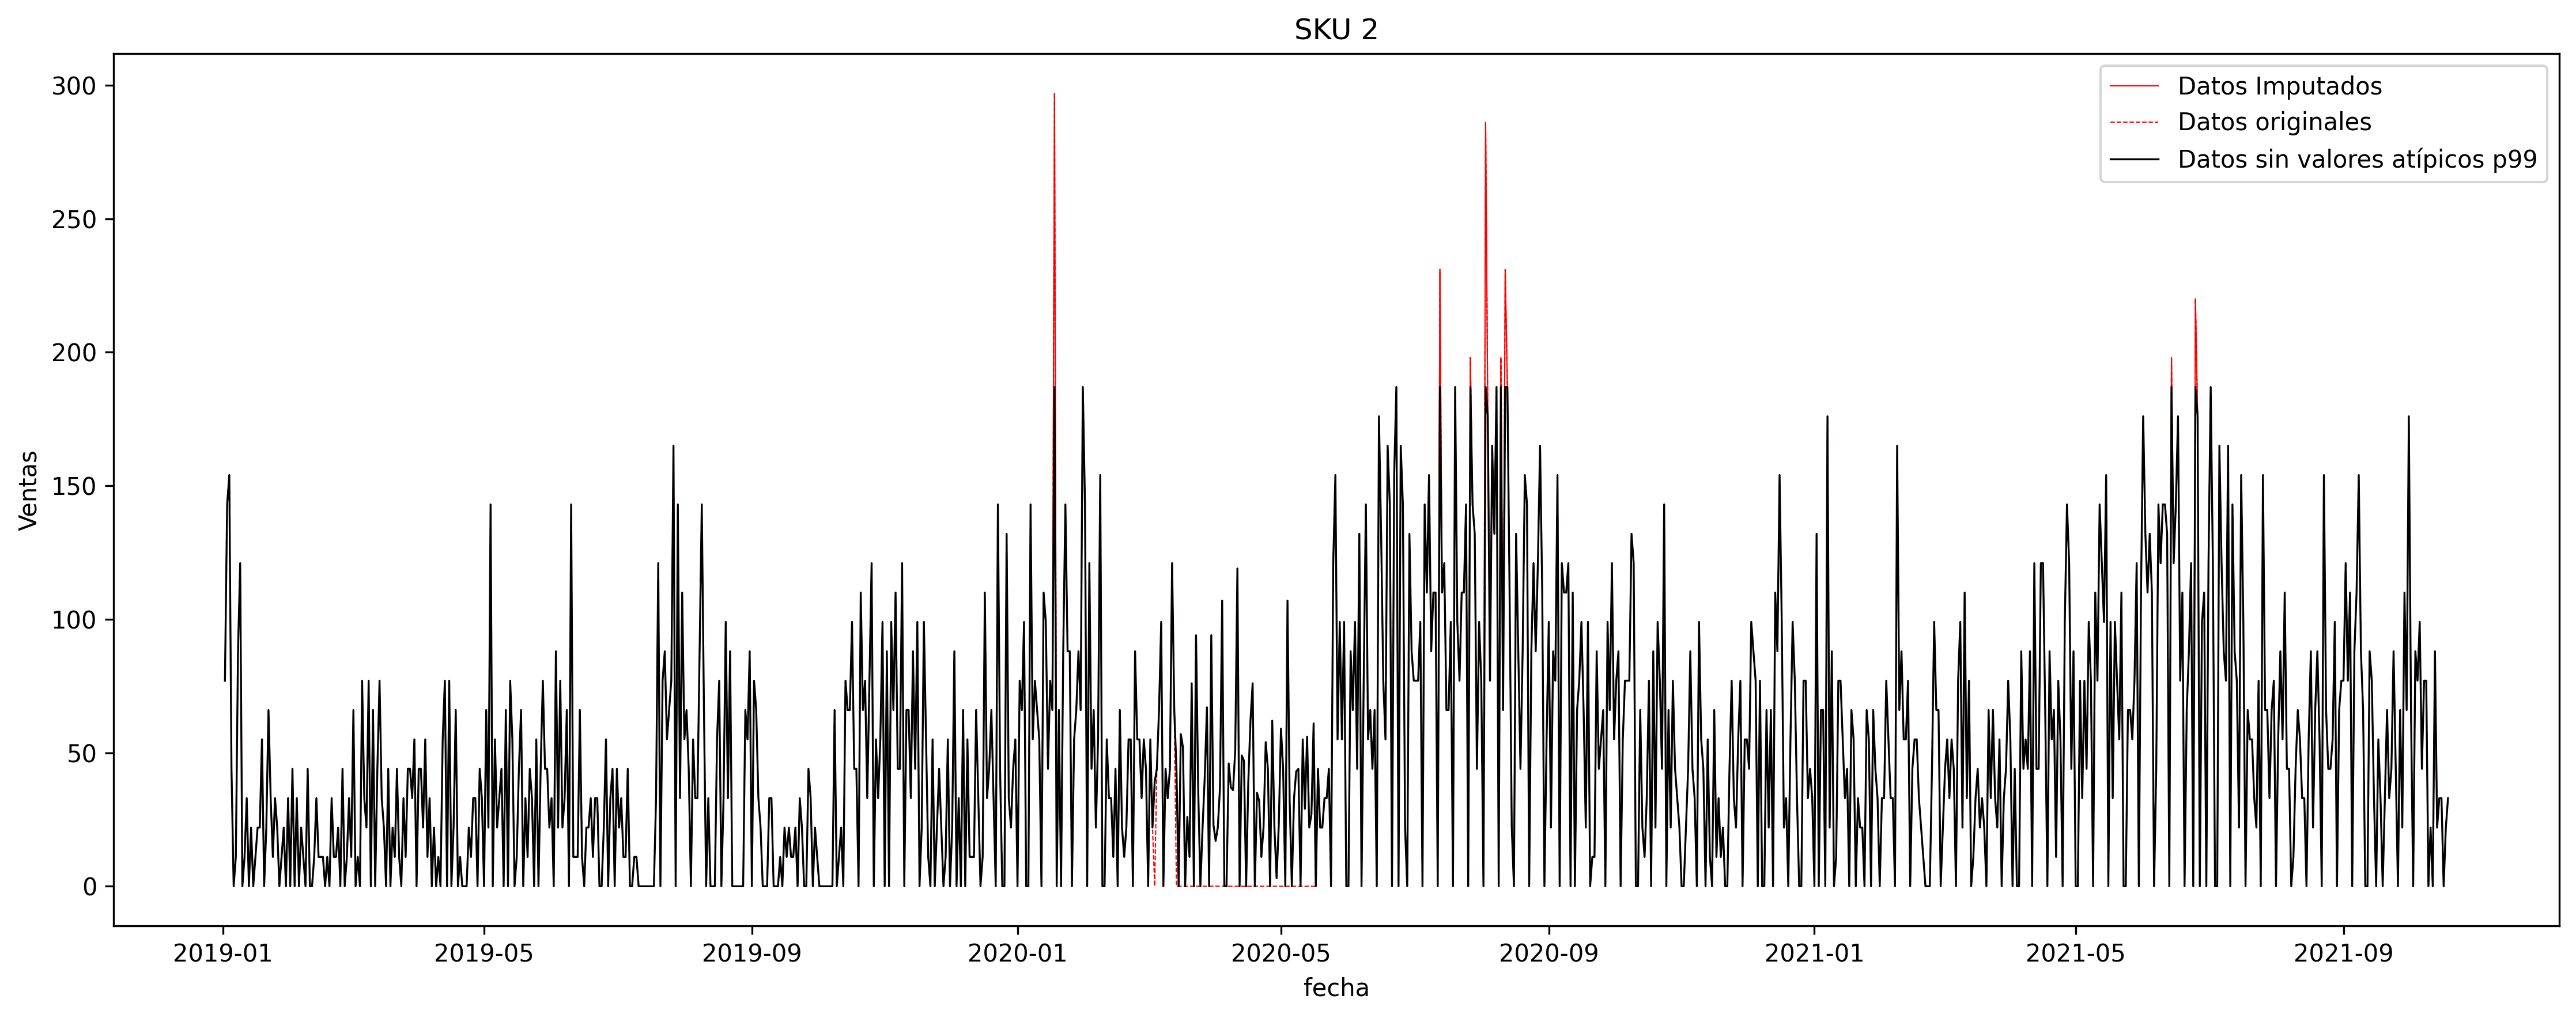 SKU 2
300
250
200
150
100
50
0
Ventas
Datos Imputados
Datos originales
Datos sin valores atípicos p99
2019-01 2019-05 2019-09 2020-01 2020-05 2020-09 2021-01 2021-05 2021-09
fecha